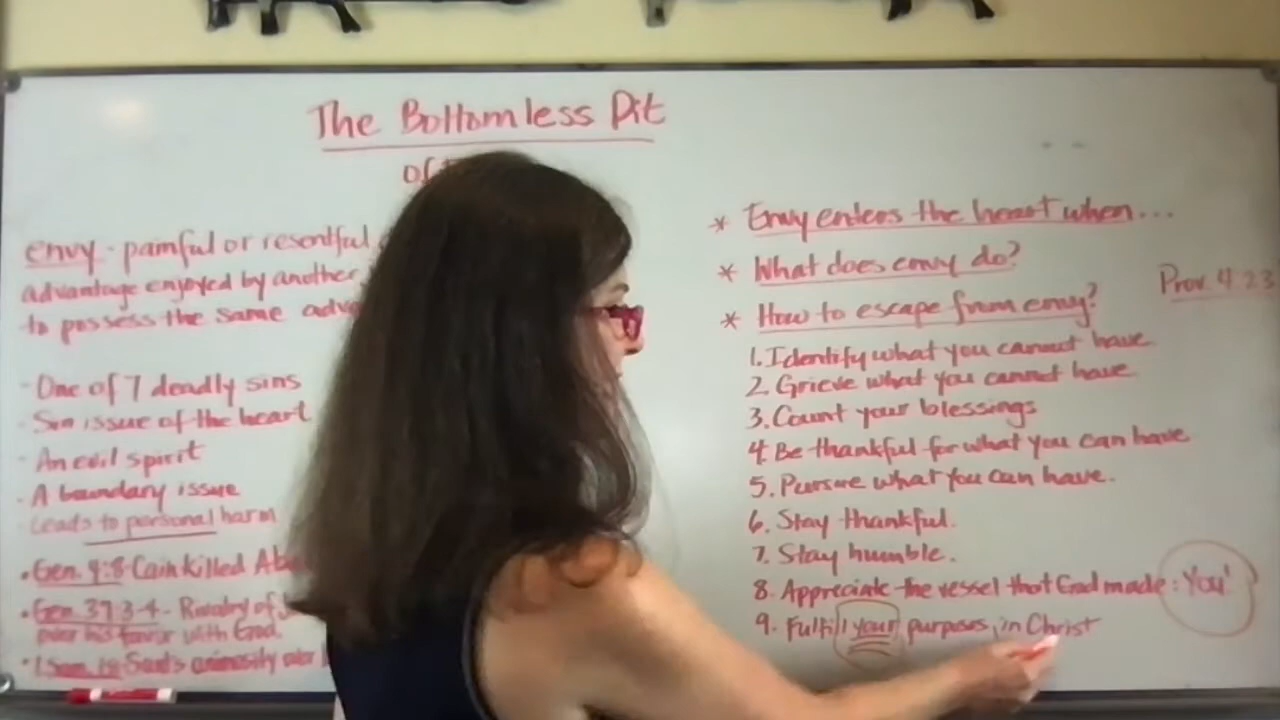 The Bottomless Pit
of
envy - painful or resentful
advantage enjoyed by another
to possess the same
- One of 7 deadly sins
- Sin issue of the heart
- An evil spirit
- A boundary issue
- Leads to personal harm
• Gen. 4:8 Cain killed
• Gen. 37:3-4 - Rivalry of
over his favor with God.
• 1 Sam. 18: Saul's animosity over
* Envy enters the heart when...
* What does envy do?
Prov. 4:23
* How to escape from envy?
1. Identify what you cannot have
2. Grieve what you cannot have
3. Count your blessings
4. Be thankful for what you can have
5. Pursue what you can have.
6. Stay thankful.
7. Stay humble.
8. Appreciate the vessel that God made: You!
9. Fulfill your purposes, in Christ